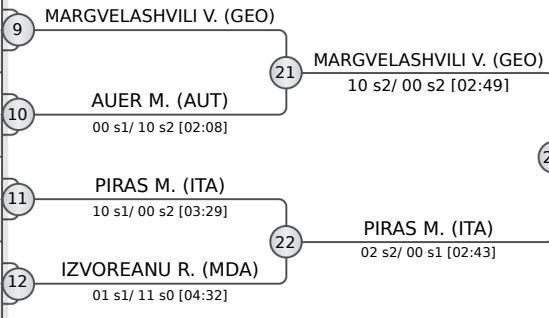 MARGVELASHVILI V. (GEO)
9
21
MARGVELASHVILI V. (GEO)
10 s2/ 00 s2 [02:49]
AUER M. (AUT)
10
00 s1/ 10 s2 [02:08]
PIRAS M. (ITA)
11
10 s1/ 00 s2 [03:29]
22
PIRAS M. (ITA)
02 s2/ 00 s1 [02:43]
IZVOREANU R. (MDA)
12
01 s1/ 11 s0 [04:32]